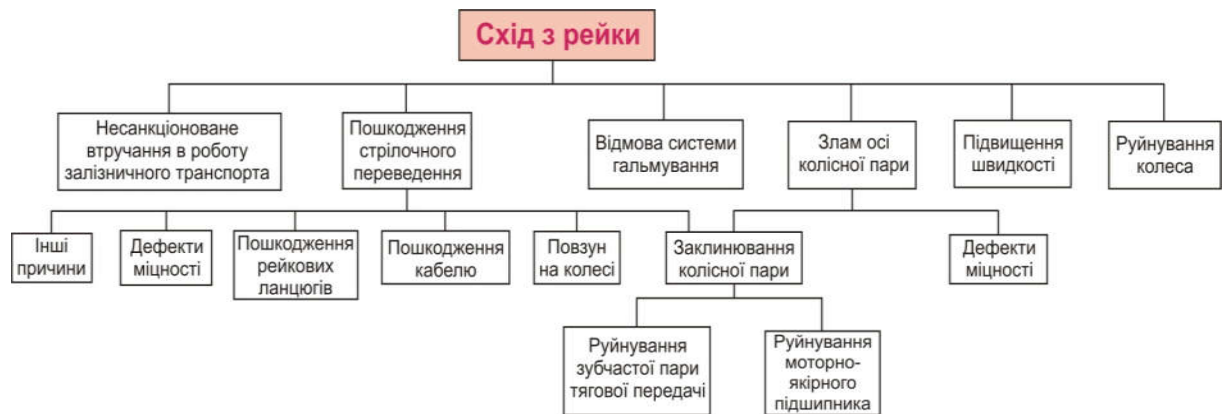 Схід з рейки
Несанкціоноване
втручання в роботу
залізничного транспорта
Пошкодження
стрілочного
переведення
Відмова системи
гальмування
Злам осі
колісної пари
Підвищення
швидкості
Руйнування
колеса
Інші
причини
Дефекти
міцності
Пошкодження
рейкових
ланцюгів
Пошкодження
кабелю
Повзун
на колесі
Заклинювання
колісної пари
Дефекти
міцності
Руйнування
зубчастої пари
тягової передачі
Руйнування
моторно-
якірного
підшипника